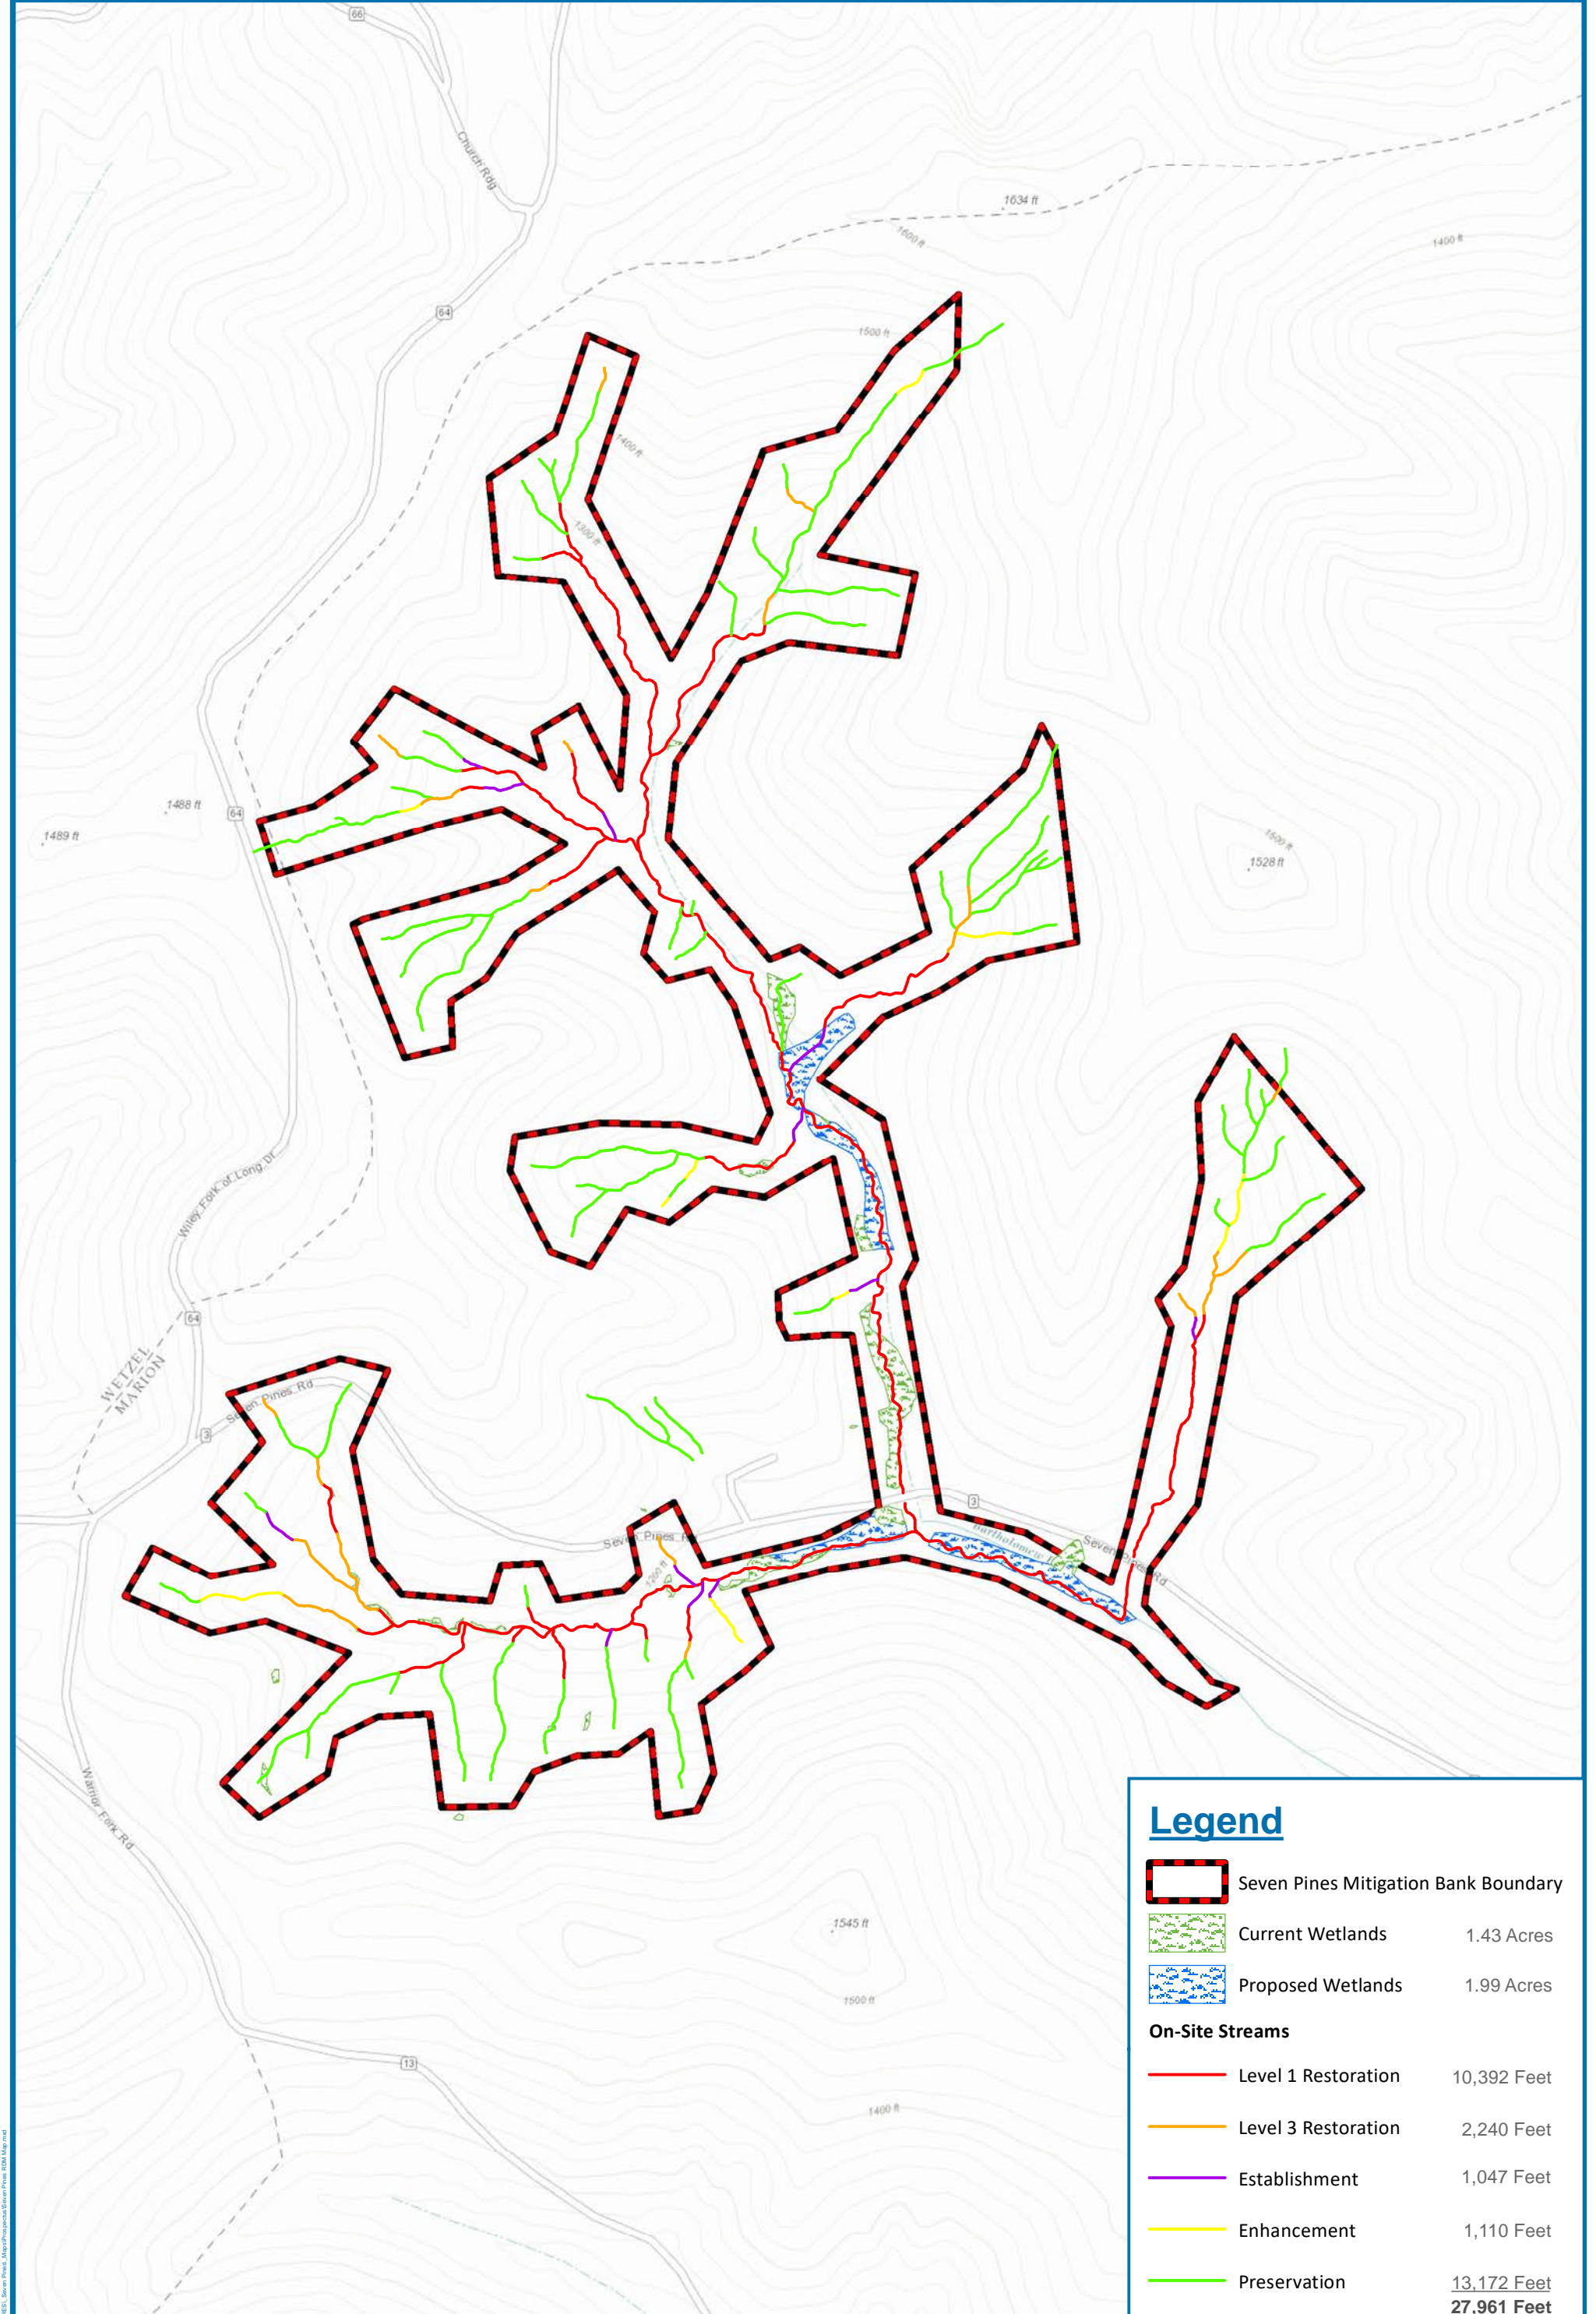 66
Church Rdg
1634 ft
1600 ft
1400 ft
64
1500 ft
1400 ft
1300 ft
1488 ft
64
1489 ft
1500 ft
1528 ft
Wiley Fork of Long Dr
64
WETZEL
MARION
Seven Pines Rd
3
3
Seven Pines R
Bartholomew
Seven Pines Rd
1200 ft
Warrior Fork Rd
1545 ft
1500 ft
13
1400 ft
Legend
Seven Pines Mitigation Bank Boundary
Current Wetlands 1.43 Acres
Proposed Wetlands 1.99 Acres
On-Site Streams
Level 1 Restoration 10,392 Feet
Level 3 Restoration 2,240 Feet
Establishment 1,047 Feet
Enhancement 1,110 Feet
Preservation 13,172 Feet
27,961 Feet